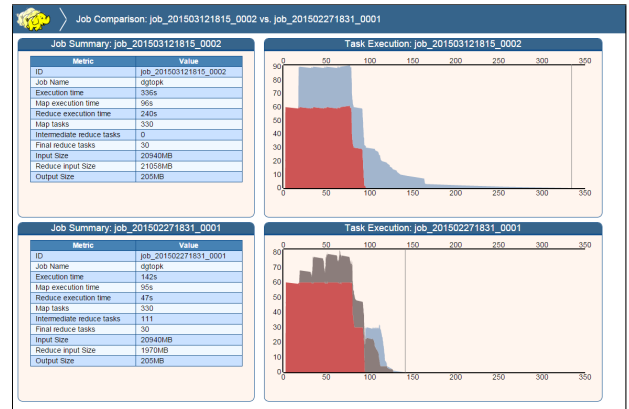 Job Comparison: job_201503121815_0002 vs. job_201502271831_0001
Job Summary: job_201503121815_0002
Metric Value
ID job_201503121815_0002
Job Name dgtopk
Execution time 336s
Map execution time 96s
Reduce execution time 240s
Map tasks 330
Intermediate reduce tasks 0
Final reduce tasks 30
Input Size 20940MB
Reduce input Size 21058MB
Output Size 205MB
Task Execution: job_201503121815_0002
0 50 100 150 200 250 300 350
90
80
70
60
50
40
30
20
10
0
0 50 100 150 200 250 300 350
Job Summary: job_201502271831_0001
Metric Value
ID job_201502271831_0001
Job Name dgtopk
Execution time 142s
Map execution time 95s
Reduce execution time 47s
Map tasks 330
Intermediate reduce tasks 111
Final reduce tasks 30
Input Size 20940MB
Reduce input Size 1970MB
Output Size 205MB
Task Execution: job_201502271831_0001
0 50 100 150 200 250 300 350
80
70
60
50
40
30
20
10
0
0 50 100 150 200 250 300 350